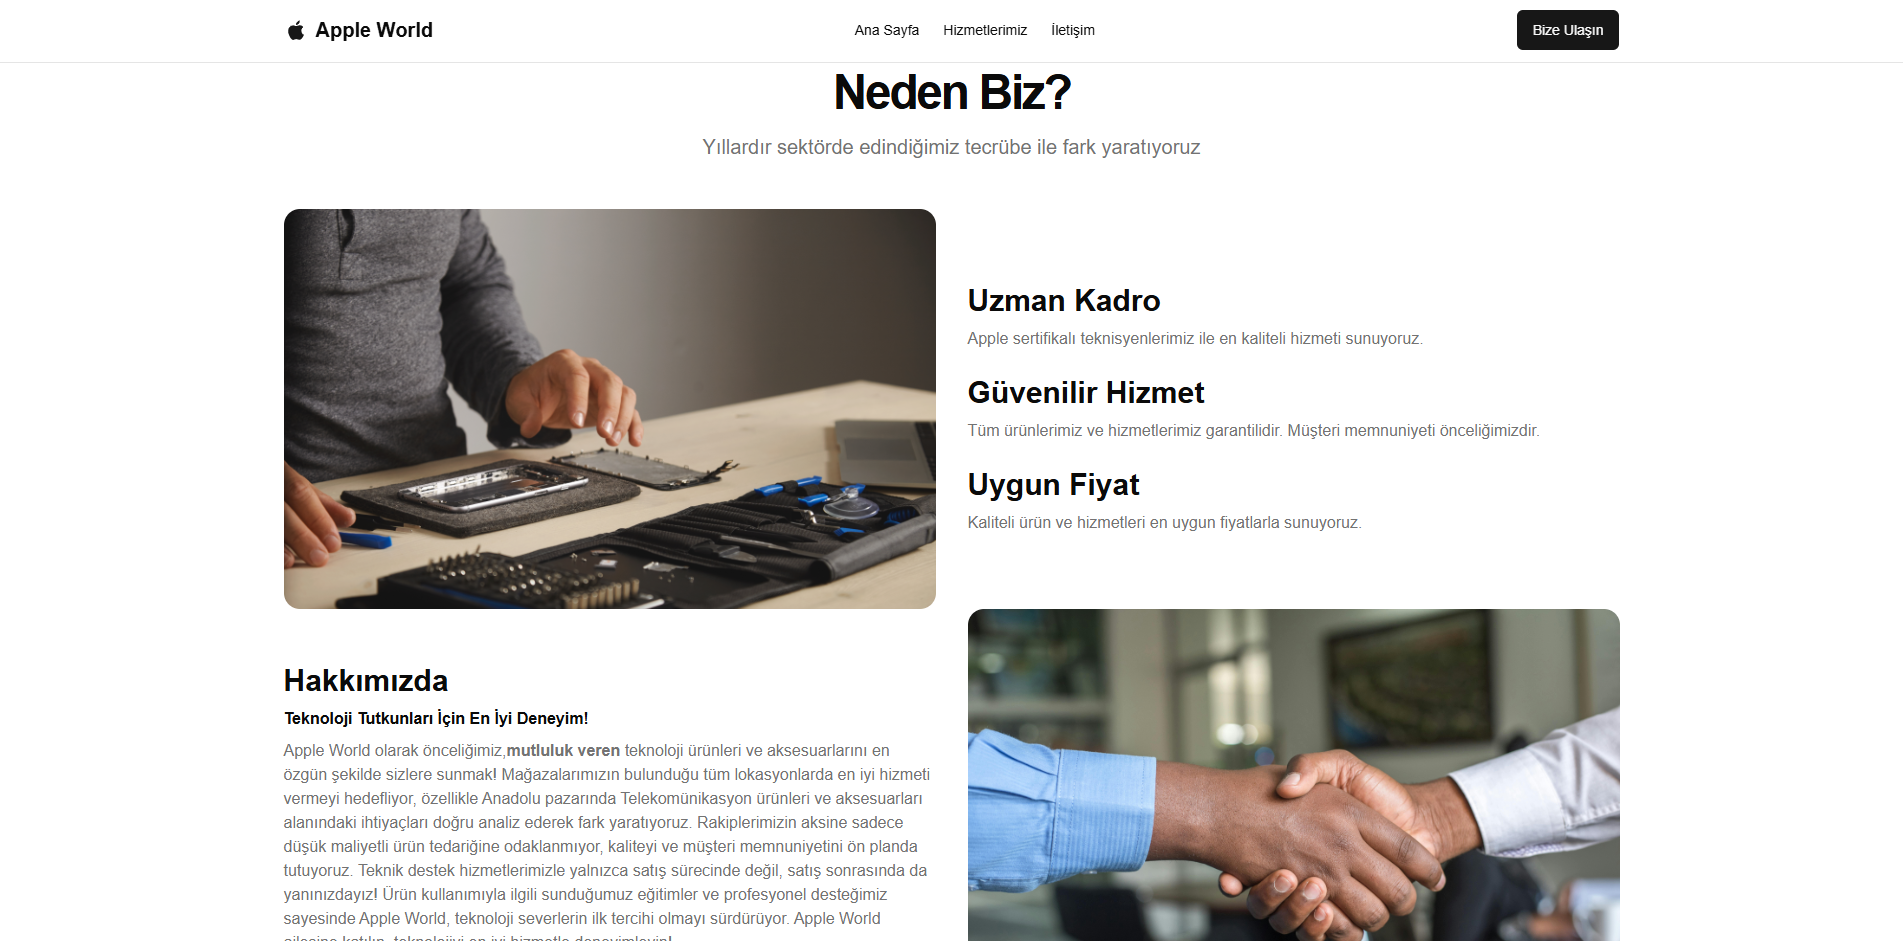 Apple World
Ana Sayfa
Hizmetlerimiz
İletişim
Bize Ulaşın
Neden Biz?
Yıllardır sektörde edindiğimiz tecrübe ile fark yaratıyoruz
Uzman Kadro
Apple sertifikalı teknisyenlerimiz ile en kaliteli hizmeti sunuyoruz.
Güvenilir Hizmet
Tüm ürünlerimiz ve hizmetlerimiz garantilidir. Müşteri memnuniyeti önceliğimizdir.
Uygun Fiyat
Kaliteli ürün ve hizmetleri en uygun fiyatlarla sunuyoruz.
Hakkımızda
Teknoloji Tutkunları İçin En İyi Deneyim!
Apple World olarak önceliğimiz,mutluluk veren teknoloji ürünleri ve aksesuarlarını en
özgün şekilde sizlere sunmak! Mağazalarımızın bulunduğu tüm lokasyonlarda en iyi hizmeti
vermeyi hedefliyor, özellikle Anadolu pazarında Telekomünikasyon ürünleri ve aksesuarları
alanındaki ihtiyaçları doğru analiz ederek fark yaratıyoruz. Rakiplerimizin aksine sadece
düşük maliyetli ürün tedariğine odaklanmıyor, kaliteyi ve müşteri memnuniyetini ön planda
tutuyoruz. Teknik destek hizmetlerimizle yalnızca satış sürecinde değil, satış sonrasında da
yanınızdayız! Ürün kullanımıyla ilgili sunduğumuz eğitimler ve profesyonel desteğimiz
sayesinde Apple World, teknoloji severlerin ilk tercihi olmayı sürdürüyor. Apple World
ailesine katılın, teknolojiyi en iyi hizmetle deneyimleyin!